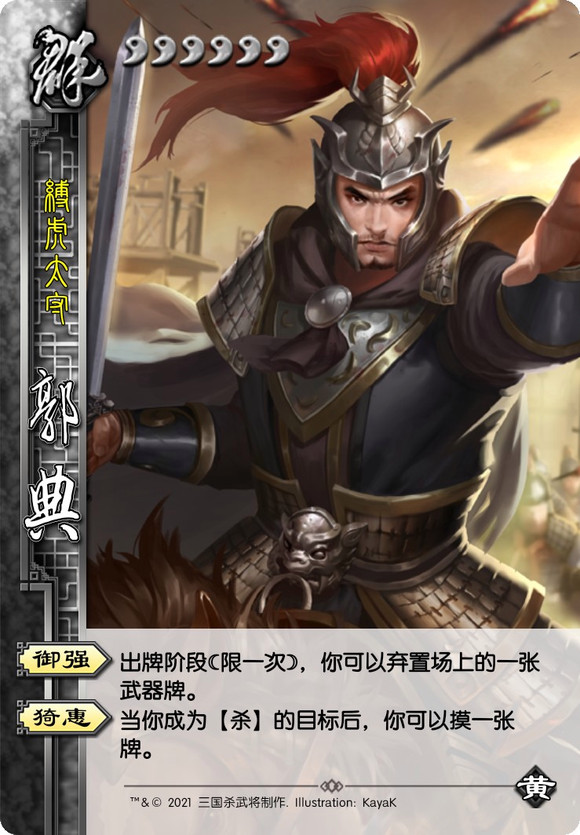 群
缚虎太守
郭典
御强
出牌阶段(限一次),你可以弃置场上的一张
武器牌。
猗惠
当你成为【杀】的目标后,你可以摸一张
牌。
黄
™&© 2021 三国杀武将制作. Illustration: KayaK